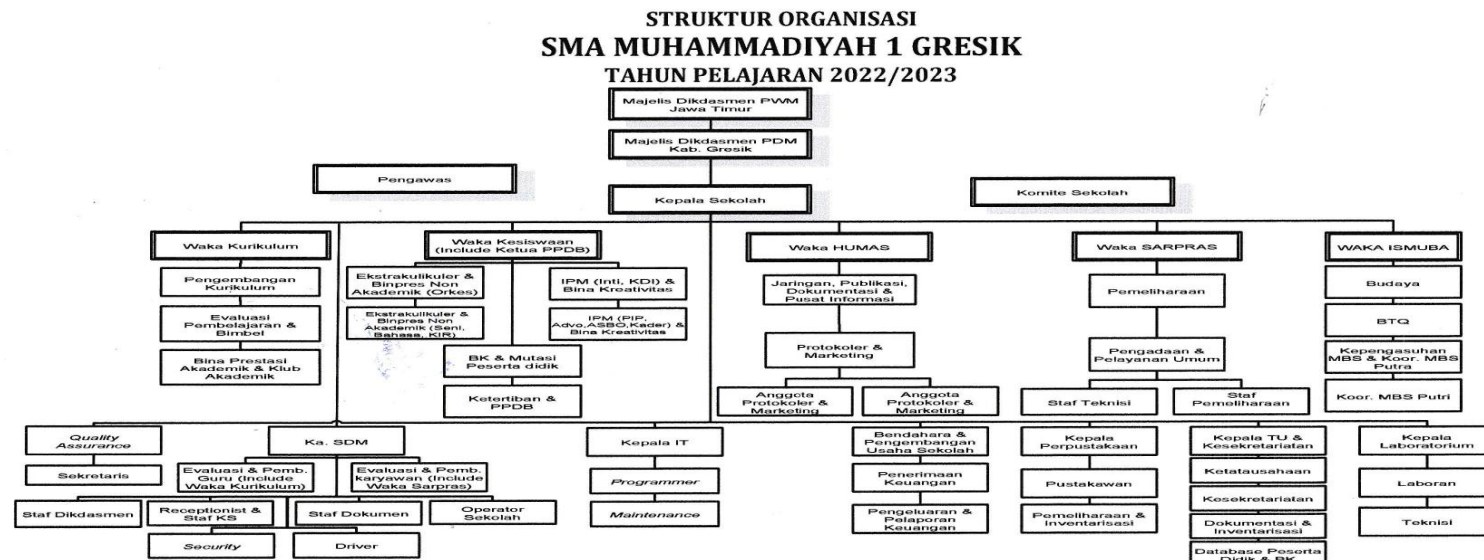 STRUKTUR ORGANISASI
SMA MUHAMMADIYAH 1 GRESIK
TAHUN PELAJARAN 2022/2023
Majelis Dikdasmen PWM
Jawa Timur
Majelis Dikdasmen PDM
Kab. Gresik
Pengawas
Komite Sekolah
Kepala Sekolah
Waka Kurikulum
Pengembangan
Kurikulum
Evaluasi
Pembelajaran &
Bimbel
Bina Prestasi
Akademik & Klub
Akademik
Waka Kesiswaan
(Include Ketua PPDB)
Ekstrakulikuler &
Binpres Non
Akademik (Orkes)
Ekstrakulikuler &
Binpres Non
Akademik (Seni,
Bahasa, KIR)
IPM (Inti, KDI) &
Bina Kreativitas
IPM (PIP,
Advo,ASBO,Kader) &
Bina Kreativitas
BK & Mutasi
Peserta didik
Ketertiban &
PPDB
Waka HUMAS
Jaringan, Publikasi,
Dokumentasi &
Pusat Informasi
Protokoler &
Marketing
Anggota
Protokoler &
Marketing
Anggota
Protokoler &
Marketing
Waka SARPRAS
Pemeliharaan
Pengadaan &
Pelayanan Umum
Staf Teknisi
Staf
Pemeliharaan
WAKA ISMUBA
Budaya
BTQ
Kepengasuhan
MBS & Koor. MBS
Putra
Koor. MBS Putri
Quality
Assurance
Sekretaris
Ka. SDM
Evaluasi & Pemb.
Guru (Include
Waka Kurikulum)
Evaluasi & Pemb.
karyawan (Include
Waka Sarpras)
Staf Dikdasmen
Receptionist &
Staf KS
Staf Dokumen
Operator
Sekolah
Security
Driver
Kepala IT
Programmer
Maintenance
Bendahara &
Pengembangan
Usaha Sekolah
Penerimaan
Keuangan
Pengeluaran &
Pelaporan
Keuangan
Kepala
Perpustakaan
Pustakawan
Pemeliharaan &
Inventarisasi
Kepala TU &
Kesekretariatan
Ketatausahaan
Kesekretariatan
Dokumentasi &
Inventarisasi
Database Peserta
Didik & BK
Kepala
Laboratorium
Laboran
Teknisi